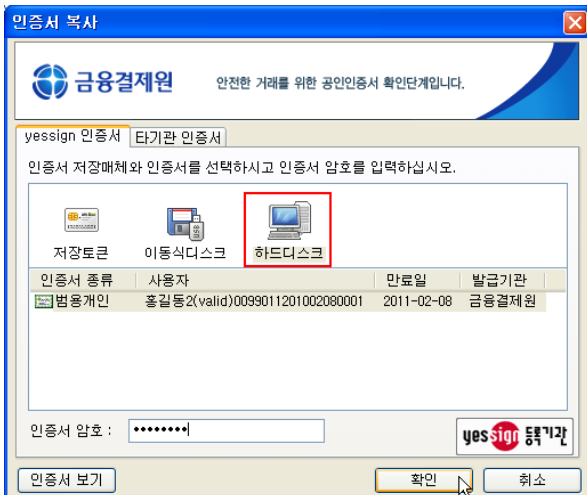 인증서 복사
금융결제원 안전한 거래를 위한 공인인증서 확인단계입니다.
yessign 인증서 타기관 인증서
인증서 저장매체와 인증서를 선택하시고 인증서 암호를 입력하십시오.
저장토큰 이동식디스크 하드디스크
인증서 종류 사용자 만료일 발급기관
범용개인 홍길동2(valid)0099011201002080001 2011-02-08 금융결제원
인증서 암호 : ••••••••
yessign 등록기관
인증서 보기 확인 취소